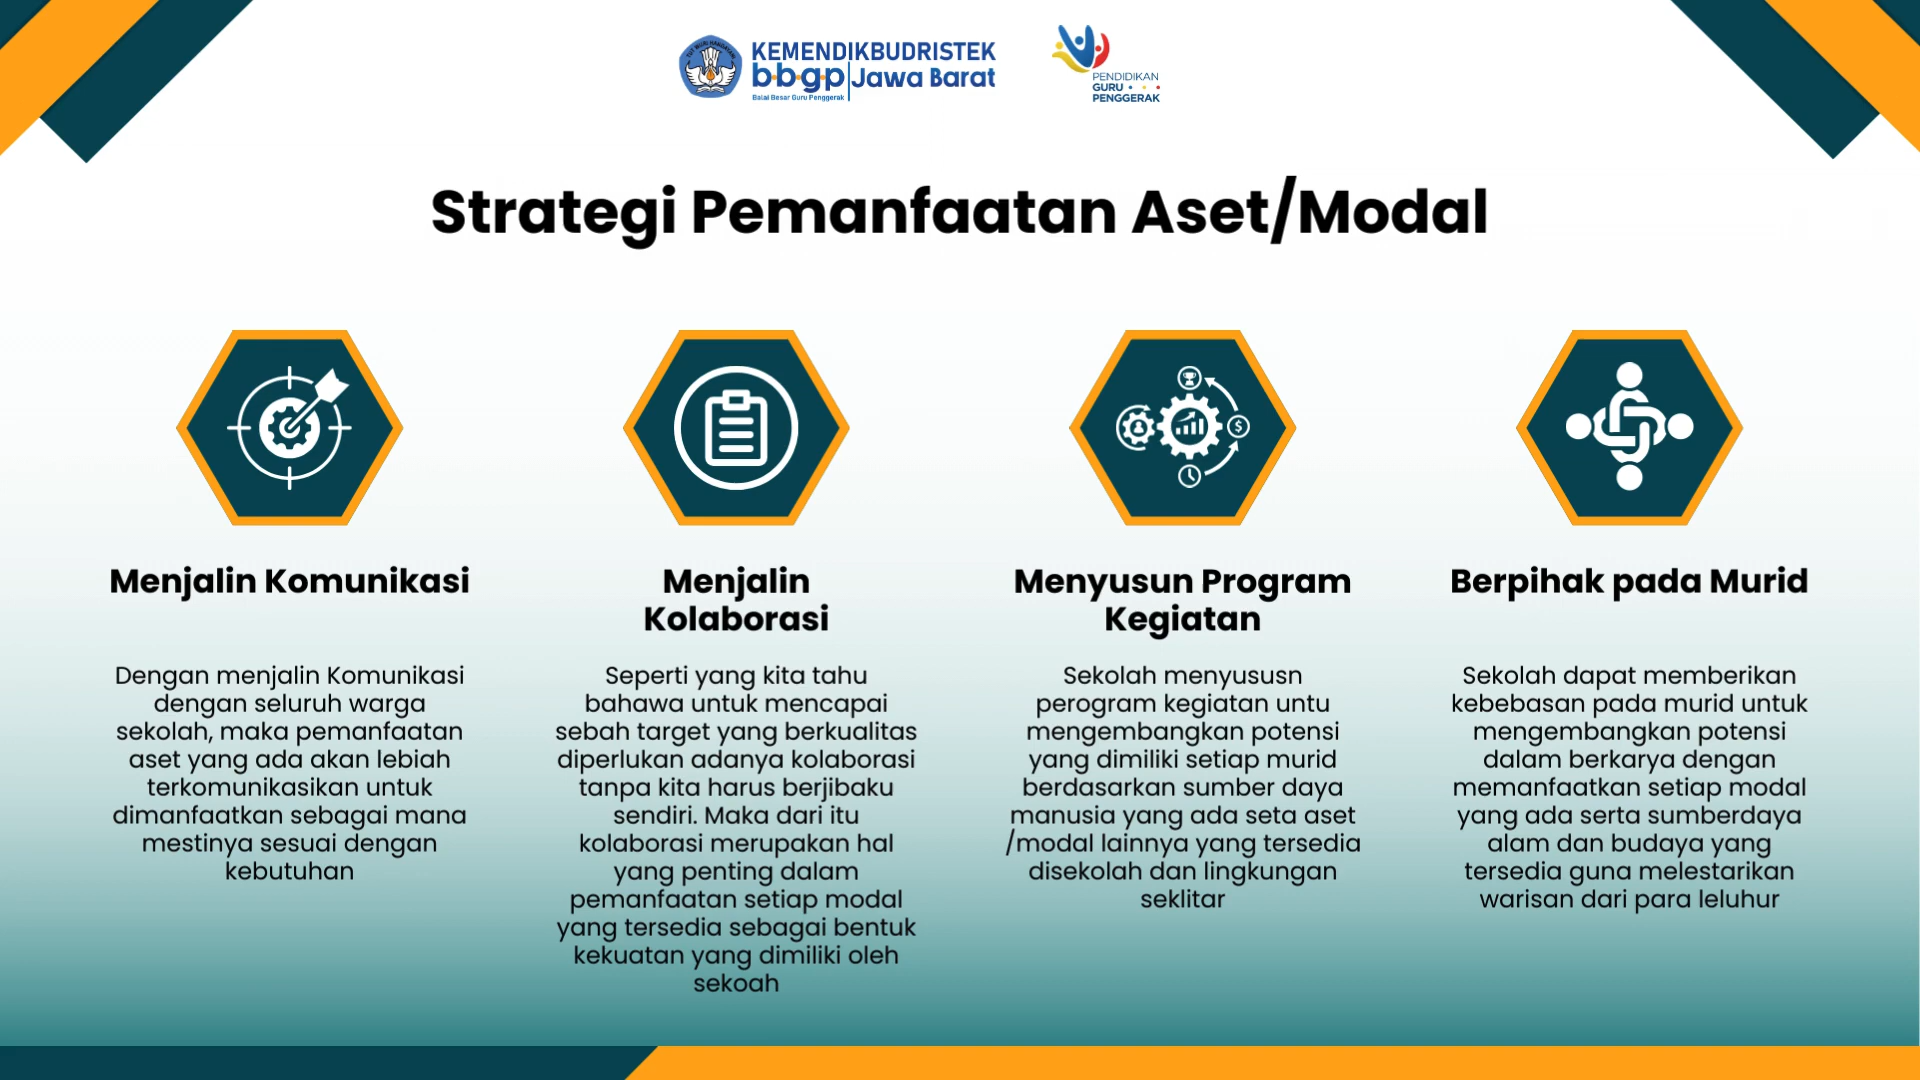 KEMENDIKBUDRISTEK
bbgp Jawa Barat
Balai Besar Guru Penggerak
PENDIDIKAN
GURU
PENGGERAK
Strategi Pemanfaatan Aset/Modal
Menjalin Komunikasi
Dengan menjalin Komunikasi
dengan seluruh warga
sekolah, maka pemanfaatan
aset yang ada akan lebiah
terkomunikasikan untuk
dimanfaatkan sebagai mana
mestinya sesuai dengan
kebutuhan
Menjalin
Kolaborasi
Seperti yang kita tahu
bahawa untuk mencapai
sebah target yang berkualitas
diperlukan adanya kolaborasi
tanpa kita harus berjibaku
sendiri. Maka dari itu
kolaborasi merupakan hal
yang penting dalam
pemanfaatan setiap modal
yang tersedia sebagai bentuk
kekuatan yang dimiliki oleh
sekoah
Menyusun Program
Kegiatan
Sekolah menyususn
perogram kegiatan untu
mengembangkan potensi
yang dimiliki setiap murid
berdasarkan sumber daya
manusia yang ada seta aset
/modal lainnya yang tersedia
disekolah dan lingkungan
seklitar
Berpihak pada Murid
Sekolah dapat memberikan
kebebasan pada murid untuk
mengembangkan potensi
dalam berkarya dengan
memanfaatkan setiap modal
yang ada serta sumberdaya
alam dan budaya yang
tersedia guna melestarikan
warisan dari para leluhur